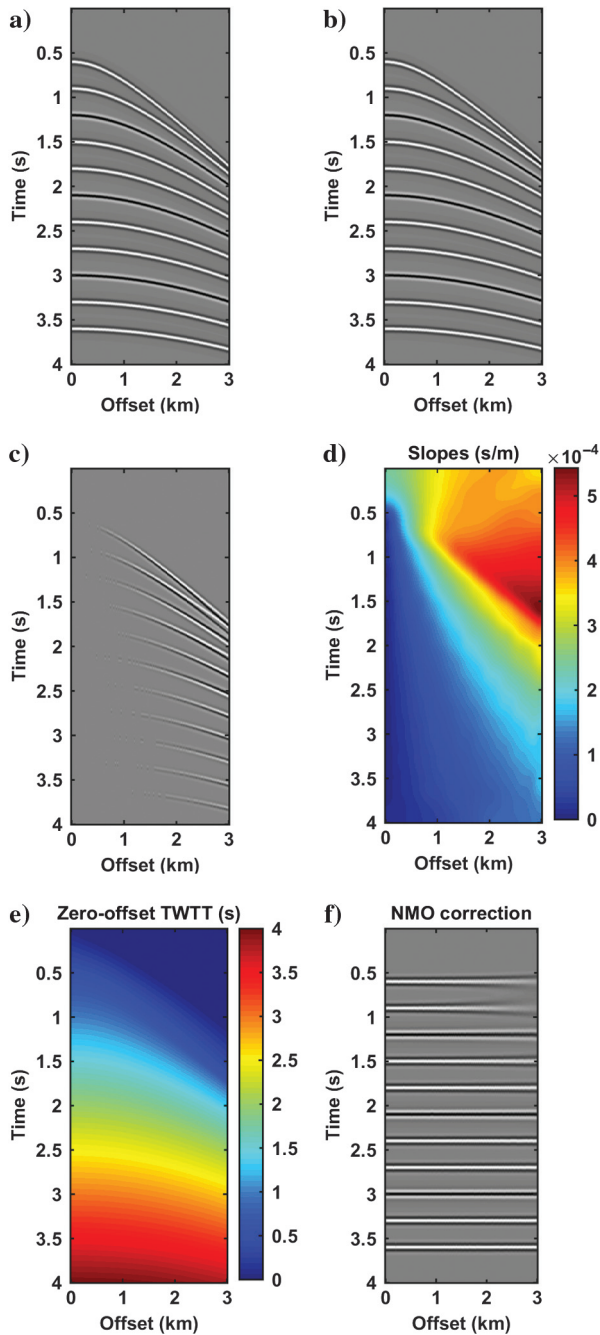 a)
0.5
1
1.5
2
2.5
3
3.5
4
Time (s)
0 1 2 3
Offset (km)
b)
0.5
1
1.5
2
2.5
3
3.5
4
Time (s)
0 1 2 3
Offset (km)
c)
0.5
1
1.5
2
2.5
3
3.5
4
Time (s)
0 1 2 3
Offset (km)
d)
Slopes (s/m)
×10⁻⁴
0.5
1
1.5
2
2.5
3
3.5
4
Time (s)
0 1 2 3
Offset (km)
5
4
3
2
1
0
e)
Zero-offset TWTT (s)
0.5
1
1.5
2
2.5
3
3.5
4
Time (s)
0 1 2 3
Offset (km)
4
3.5
3
2.5
2
1.5
1
0.5
0
f)
NMO correction
0.5
1
1.5
2
2.5
3
3.5
4
Time (s)
0 1 2 3
Offset (km)